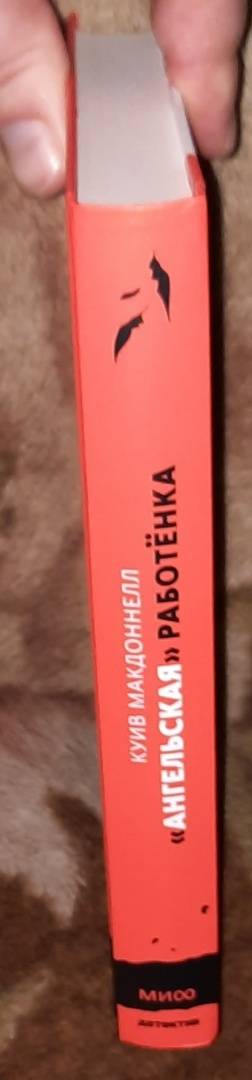 КУИВ МАКДОННЕЛЛ
«АНГЕЛЬСКАЯ» РАБОТЁНКА
МИФ
ДЕТЕКТИВ